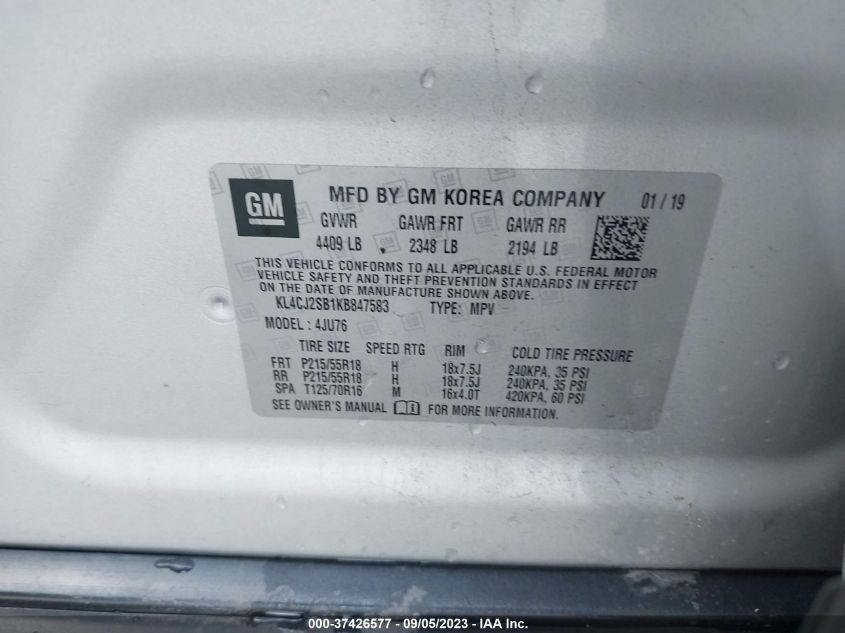 GM
MFD BY GM KOREA COMPANY 01/19
GVWR GAWR FRT GAWR RR
4409 LB 2348 LB 2194 LB
THIS VEHICLE CONFORMS TO ALL APPLICABLE U.S. FEDERAL MOTOR
VEHICLE SAFETY AND THEFT PREVENTION STANDARDS IN EFFECT
ON THE DATE OF MANUFACTURE SHOWN ABOVE.
KL4CJ2SB1KB847583 TYPE: MPV
MODEL: 4JU76
TIRE SIZE SPEED RTG RIM COLD TIRE PRESSURE
FRT P215/55R18 H 18x7.5J 240KPA, 35 PSI
RR P215/55R18 H 18x7.5J 240KPA, 35 PSI
SPA T125/70R16 M 16x4.0T 420KPA, 60 PSI
SEE OWNER'S MANUAL FOR MORE INFORMATION.
000-37426577 - 09/05/2023 - IAA Inc.